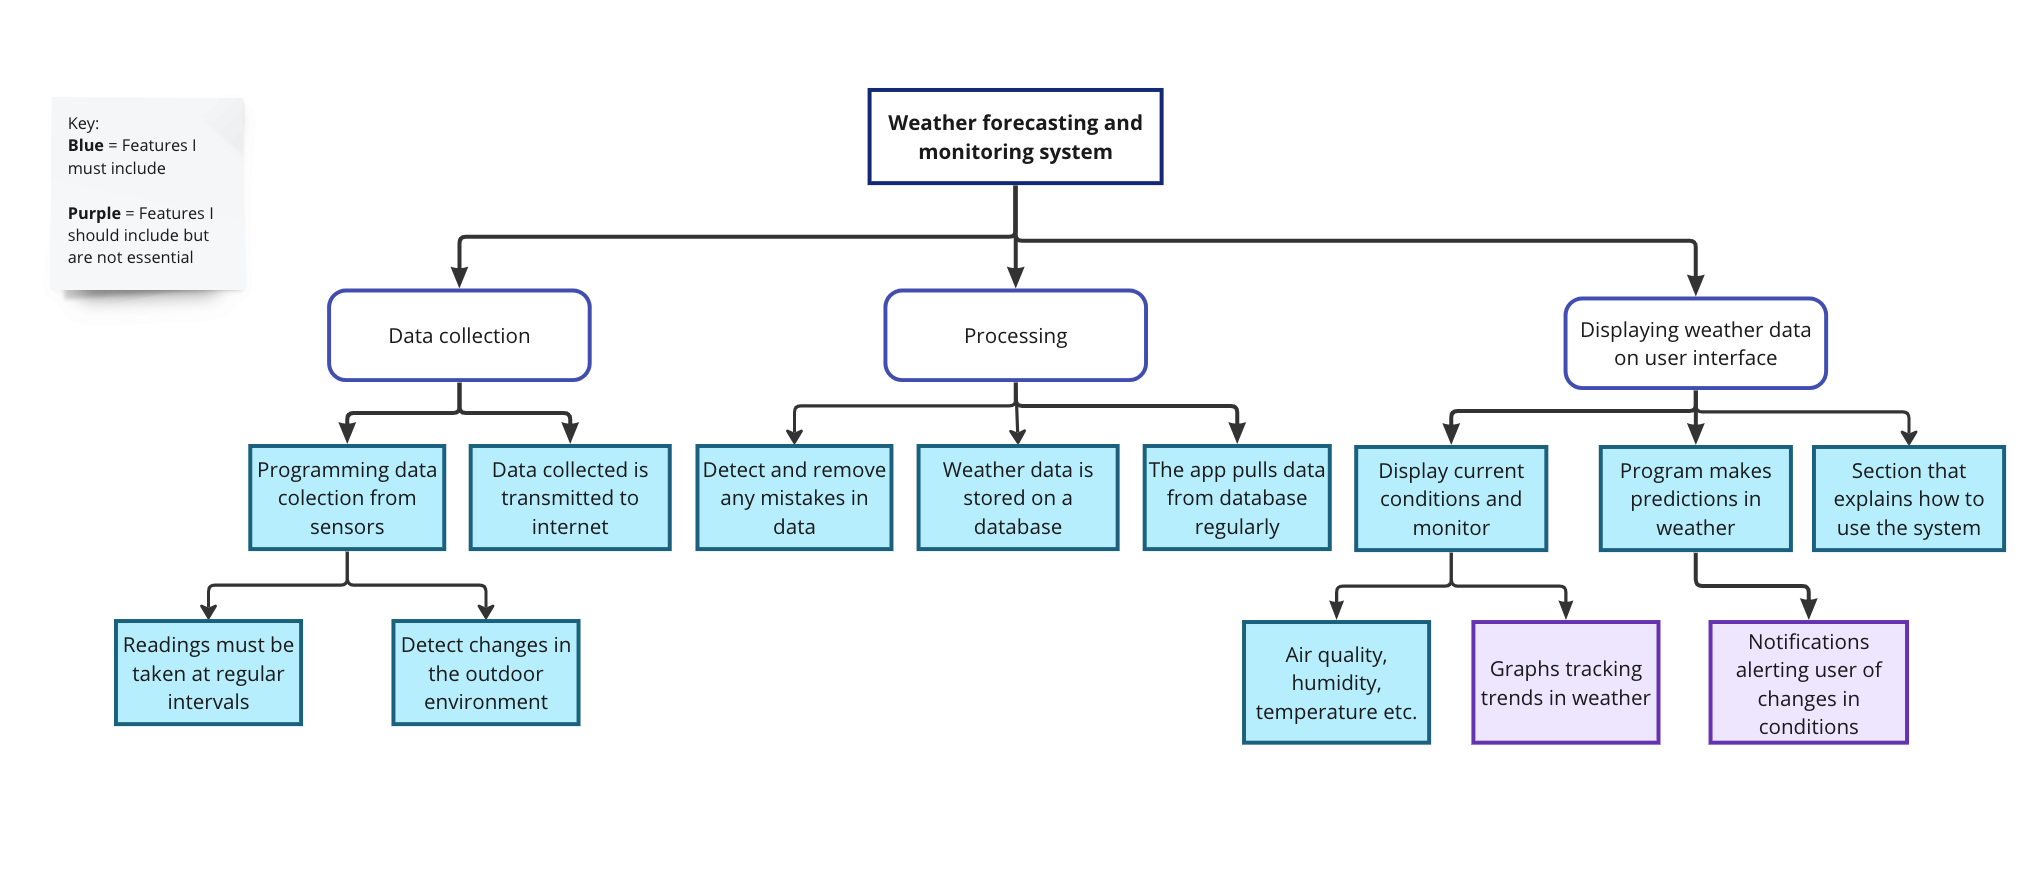 Key:
Blue = Features I
must include
Purple = Features I
should include but
are not essential
Weather forecasting and
monitoring system
Data collection
Processing
Displaying weather data
on user interface
Programming data
colection from
sensors
Data collected is
transmitted to
internet
Detect and remove
any mistakes in
data
Weather data is
stored on a
database
The app pulls data
from database
regularly
Display current
conditions and
monitor
Program makes
predictions in
weather
Section that
explains how to
use the system
Readings must be
taken at regular
intervals
Detect changes in
the outdoor
environment
Air quality,
humidity,
temperature etc.
Graphs tracking
trends in weather
Notifications
alerting user of
changes in
conditions